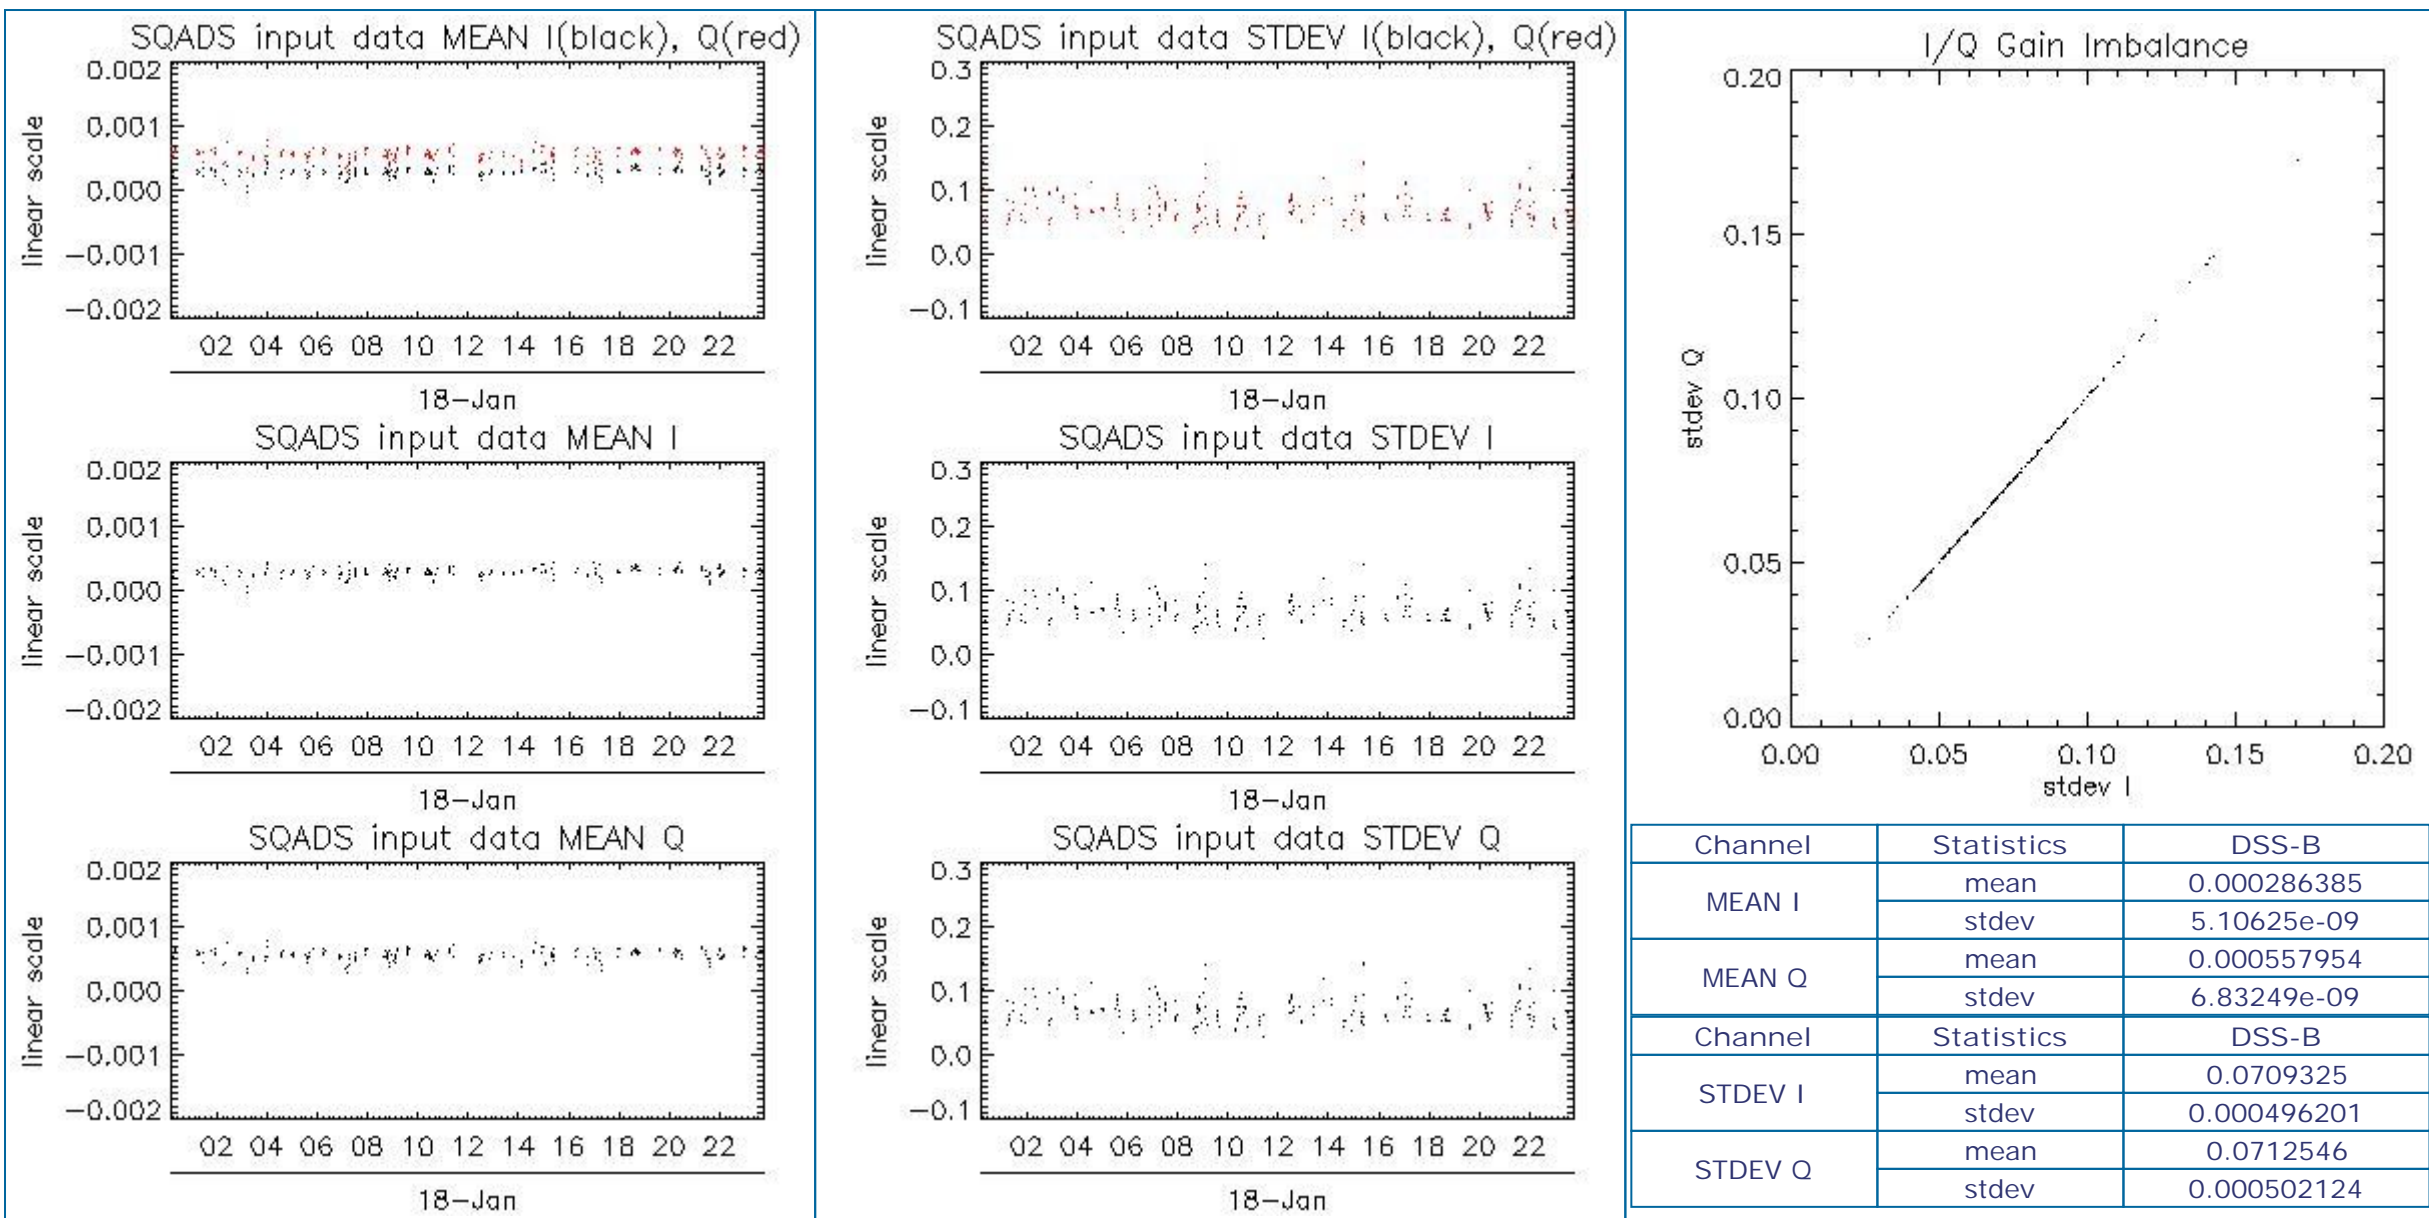 SQADS input data MEAN I(black), Q(red)
0.002
0.001
0.000
−0.001
−0.002
linear scale
02 04 06 08 10 12 14 16 18 20 22
18−Jan
SQADS input data MEAN I
0.002
0.001
0.000
−0.001
−0.002
linear scale
02 04 06 08 10 12 14 16 18 20 22
18−Jan
SQADS input data MEAN Q
0.002
0.001
0.000
−0.001
−0.002
linear scale
02 04 06 08 10 12 14 16 18 20 22
18−Jan
SQADS input data STDEV I(black), Q(red)
0.3
0.2
0.1
0.0
−0.1
linear scale
02 04 06 08 10 12 14 16 18 20 22
18−Jan
SQADS input data STDEV I
0.3
0.2
0.1
0.0
−0.1
linear scale
02 04 06 08 10 12 14 16 18 20 22
18−Jan
SQADS input data STDEV Q
0.3
0.2
0.1
0.0
−0.1
linear scale
02 04 06 08 10 12 14 16 18 20 22
18−Jan
I/Q Gain Imbalance
0.20
0.15
0.10
0.05
0.00
stdev Q
0.00 0.05 0.10 0.15 0.20
stdev I
Channel Statistics DSS-B
MEAN I mean 0.000286385
stdev 5.10625e-09
MEAN Q mean 0.000557954
stdev 6.83249e-09
Channel Statistics DSS-B
STDEV I mean 0.0709325
stdev 0.000496201
STDEV Q mean 0.0712546
stdev 0.000502124